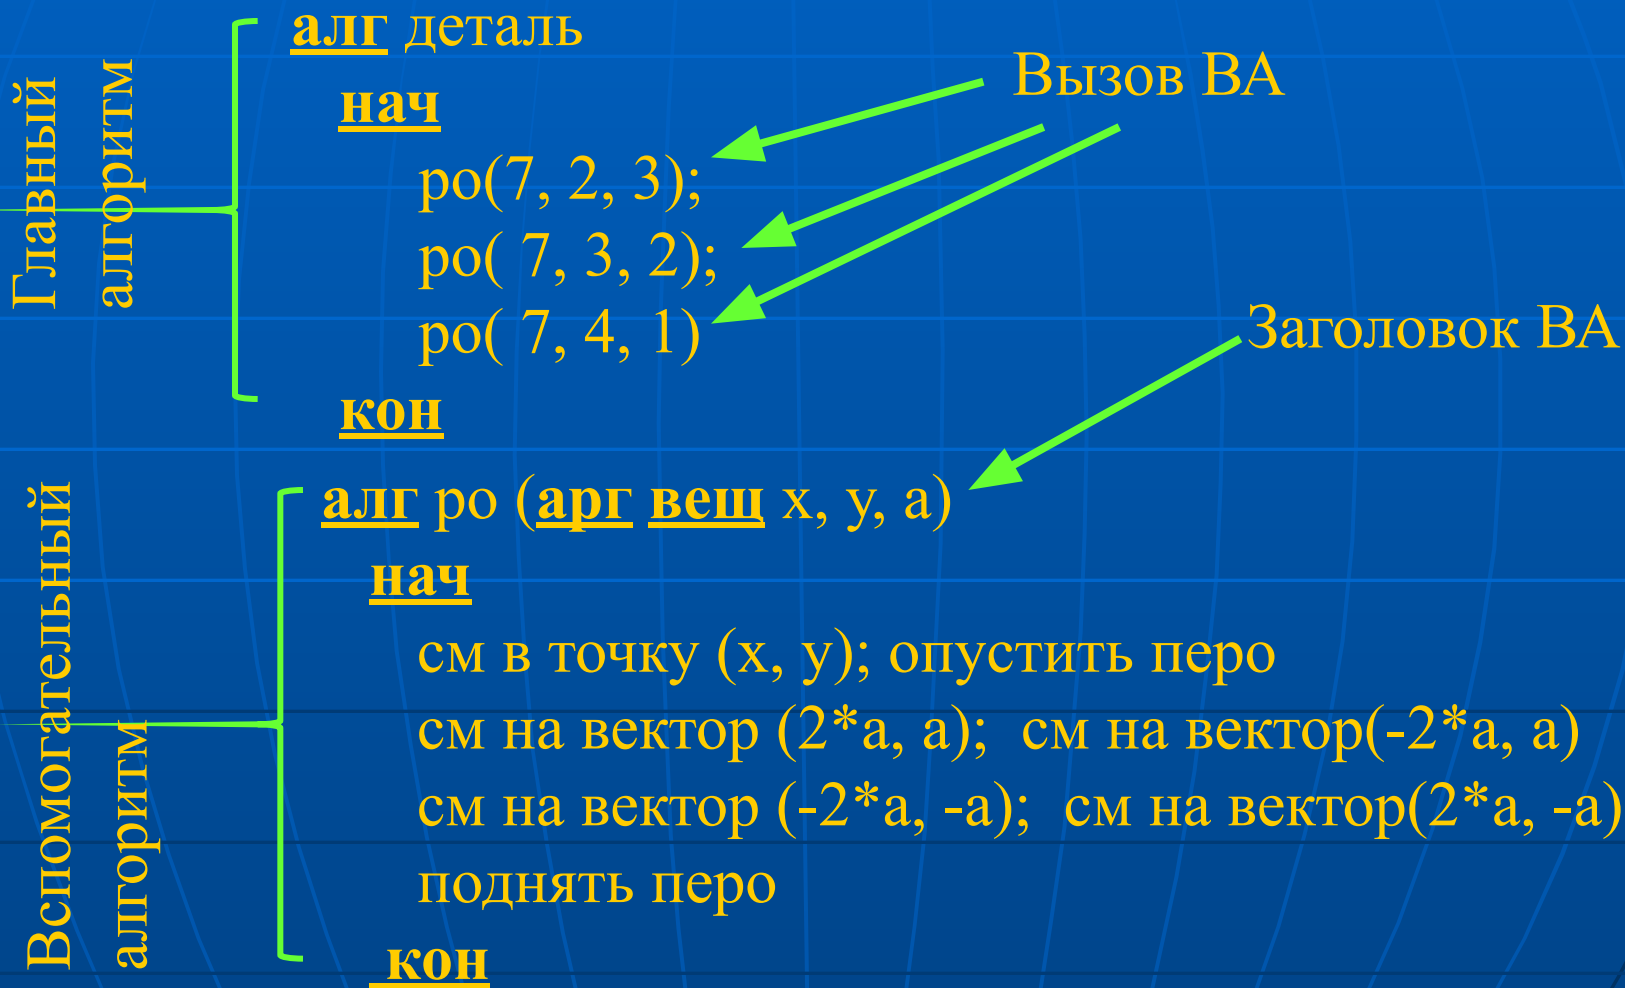 Главный
алгоритм
алг деталь
нач
ро(7, 2, 3);
ро( 7, 3, 2);
ро( 7, 4, 1)
кон
Вызов ВА
Заголовок ВА
Вспомогательный
алгоритм
алг ро (арг вещ х, у, а)
нач
см в точку (х, у); опустить перо
см на вектор (2*а, а); см на вектор(-2*а, а)
см на вектор (-2*а, -а); см на вектор(2*а, -а)
поднять перо
кон